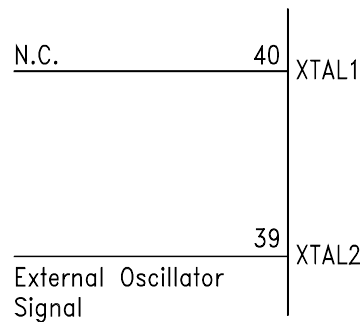 N.C. 40
XTAL1
39
XTAL2
External Oscillator
Signal